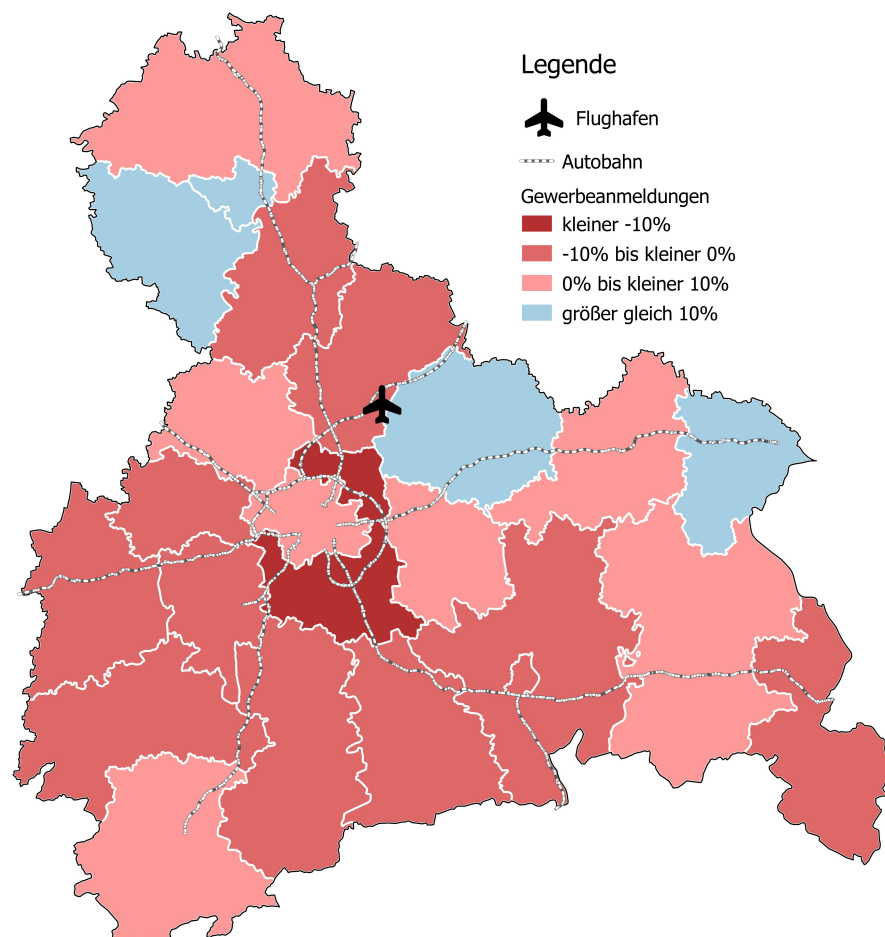 Legende
Flughafen
Autobahn
Gewerbeanmeldungen
kleiner -10%
-10% bis kleiner 0%
0% bis kleiner 10%
größer gleich 10%